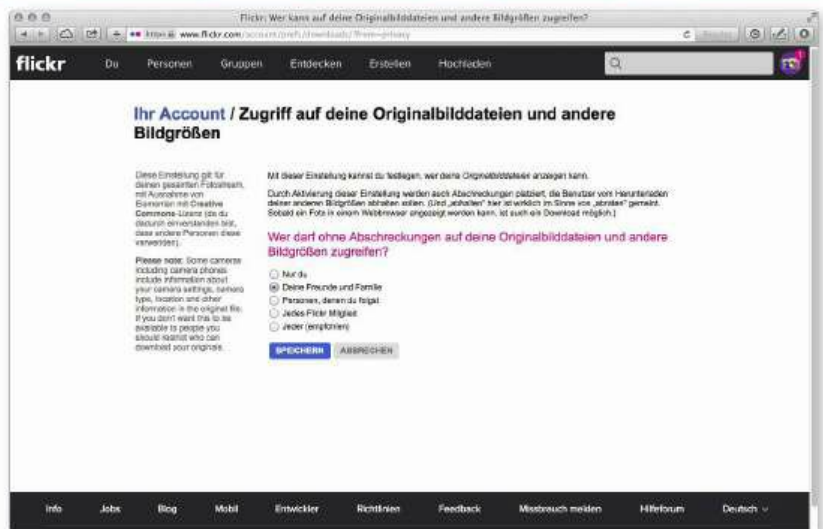 Flickr: Wer kann auf deine Originalbilddateien und andere Bildgrößen zugreifen?
https www.flickr.com/account/prefs/downloads/?from=privacy
Reader
flickr Du Personen Gruppen Entdecken Erstellen Hochladen
1
Ihr Account / Zugriff auf deine Originalbilddateien und andere
Bildgrößen
Diese Einstellung gilt für
deinen gesamten Fotostream,
mit Ausnahme von
Elementen mit Creative
Commons-Lizenz (da du
dadurch einverstanden bist,
dass andere Personen diese
verwenden).
Please note: Some cameras
including camera phones
include information about
your camera settings, camera
type, location and other
information in the original file.
If you don't want this to be
available to people you
should restrict who can
download your originals.
Mit dieser Einstellung kannst du festlegen, wer deine Originalbilddateien anzeigen kann.
Durch Aktivierung dieser Einstellung werden auch Abschreckungen platziert, die Benutzer vom Herunterladen
deiner anderen Bildgrößen abhalten sollen. (Und „abhalten" hier ist wirklich im Sinne von „abraten" gemeint.
Sobald ein Foto in einem Webbrowser angezeigt werden kann, ist auch ein Download möglich.)
Wer darf ohne Abschreckungen auf deine Originalbilddateien und andere
Bildgrößen zugreifen?
Nur du
Deine Freunde und Familie
Personen, denen du folgst
Jedes Flickr Mitglied
Jeder (empfohlen)
SPEICHERN ABBRECHEN
Info Jobs Blog Mobil Entwickler Richtlinien Feedback Missbrauch melden Hilfeforum Deutsch